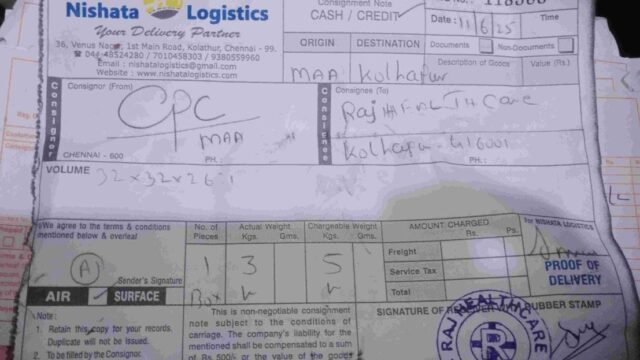 Nishata Logistics
Your Delivery Partner
36, Venus Nagar, 1st Main Road, Kolathur, Chennai - 99.
044-48524280 / 7010458303 / 9380559960
Email : nishatalogistics@gmail.com
Website : www.nishatalogistics.com
Consignment Note
CASH / CREDIT
Date : 11/6/25
Time
ORIGIN
DESTINATION
Documents
Non-Documents
MAA
Kolhapur
Description of Goods
Value (Rs.)
Consignor
Consignor (From)
CPC
MAA
CHENNAI - 600
PH. :
Consignee
Consignee (To)
Raj Health Care
Kolhapur - 416001
PH. :
VOLUME
32 x 32 x 26
We agree to the terms & conditions
mentioned below & overleaf
A
Sender's Signature
AIR
SURFACE
No. of Pieces
Actual Weight
Kgs. Gms.
Chargeable Weight
Kgs. Gms.
1
3
5
Box
AMOUNT CHARGED
Rs. Ps.
Freight
Service Tax
Total
For NISHATA LOGISTICS
PROOF OF
DELIVERY
Note :
1. Retain this copy for your records.
Duplicate will not be issued.
2. To be filled by the Consignor.
This is non-negotiable consignment
note subject to the conditions of
carriage. The company's liability for
mentioned shall be compensated to a sum
of Rs. 500/- or the value of the goods
SIGNATURE OF RECEIVER WITH RUBBER STAMP
RAJ HEALTHCARE